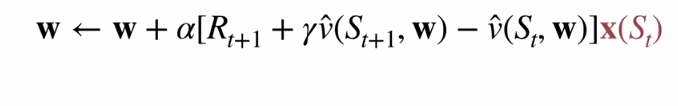 𝐰 ← 𝐰 + α[R_{t+1} + γv̂(S_{t+1}, 𝐰) − v̂(S_t, 𝐰)]𝐱(S_t)